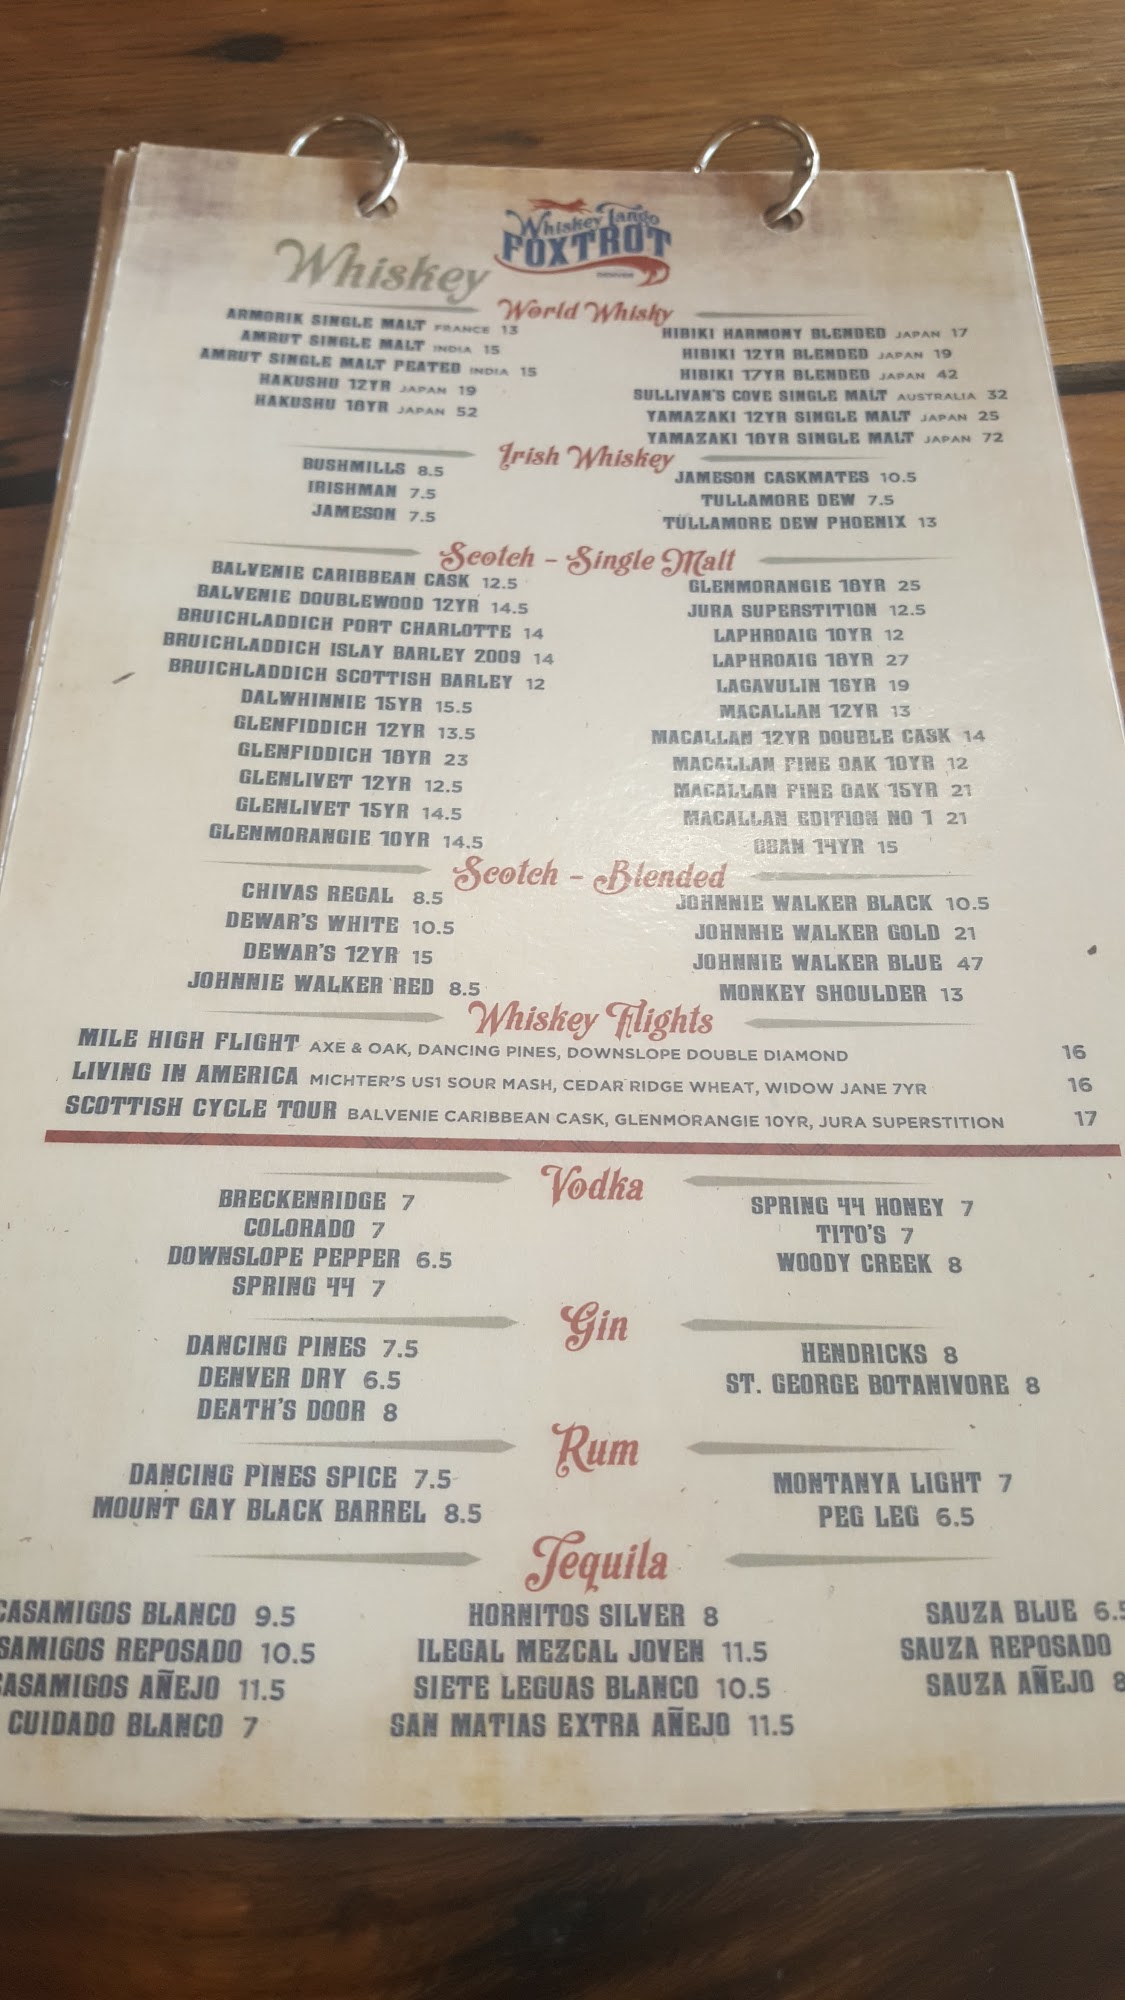 Whiskey Tango
FOXTROT
DENVER
Whiskey
World Whisky
ARMORIK SINGLE MALT FRANCE 13
AMRUT SINGLE MALT INDIA 15
AMRUT SINGLE MALT PEATED INDIA 15
HAKUSHU 12YR JAPAN 19
HAKUSHU 18YR JAPAN 52
HIBIKI HARMONY BLENDED JAPAN 17
HIBIKI 12YR BLENDED JAPAN 19
HIBIKI 17YR BLENDED JAPAN 42
SULLIVAN'S COVE SINGLE MALT AUSTRALIA 32
YAMAZAKI 12YR SINGLE MALT JAPAN 25
YAMAZAKI 18YR SINGLE MALT JAPAN 72
Irish Whiskey
BUSHMILLS 8.5
IRISHMAN 7.5
JAMESON 7.5
JAMESON CASKMATES 10.5
TULLAMORE DEW 7.5
TULLAMORE DEW PHOENIX 13
Scotch - Single Malt
BALVENIE CARIBBEAN CASK 12.5
BALVENIE DOUBLEWOOD 12YR 14.5
BRUICHLADDICH PORT CHARLOTTE 14
BRUICHLADDICH ISLAY BARLEY 2009 14
BRUICHLADDICH SCOTTISH BARLEY 12
DALWHINNIE 15YR 15.5
GLENFIDDICH 12YR 13.5
GLENFIDDICH 18YR 23
GLENLIVET 12YR 12.5
GLENLIVET 15YR 14.5
GLENMORANGIE 10YR 14.5
GLENMORANGIE 18YR 25
JURA SUPERSTITION 12.5
LAPHROAIG 10YR 12
LAPHROAIG 18YR 27
LAGAVULIN 16YR 19
MACALLAN 12YR 13
MACALLAN 12YR DOUBLE CASK 14
MACALLAN FINE OAK 10YR 12
MACALLAN FINE OAK 15YR 21
MACALLAN EDITION NO 1 21
OBAN 14YR 15
Scotch - Blended
CHIVAS REGAL 8.5
DEWAR'S WHITE 10.5
DEWAR'S 12YR 15
JOHNNIE WALKER RED 8.5
JOHNNIE WALKER BLACK 10.5
JOHNNIE WALKER GOLD 21
JOHNNIE WALKER BLUE 47
MONKEY SHOULDER 13
Whiskey Flights
MILE HIGH FLIGHT AXE & OAK, DANCING PINES, DOWNSLOPE DOUBLE DIAMOND 16
LIVING IN AMERICA MICHTER'S US1 SOUR MASH, CEDAR RIDGE WHEAT, WIDOW JANE 7YR 16
SCOTTISH CYCLE TOUR BALVENIE CARIBBEAN CASK, GLENMORANGIE 10YR, JURA SUPERSTITION 17
Vodka
BRECKENRIDGE 7
COLORADO 7
DOWNSLOPE PEPPER 6.5
SPRING 44 7
SPRING 44 HONEY 7
TITO'S 7
WOODY CREEK 8
Gin
DANCING PINES 7.5
DENVER DRY 6.5
DEATH'S DOOR 8
HENDRICKS 8
ST. GEORGE BOTANIVORE 8
Rum
DANCING PINES SPICE 7.5
MOUNT GAY BLACK BARREL 8.5
MONTANYA LIGHT 7
PEG LEG 6.5
Tequila
CASAMIGOS BLANCO 9.5
SAMIGOS REPOSADO 10.5
ASAMIGOS AÑEJO 11.5
CUIDADO BLANCO 7
HORNITOS SILVER 8
ILEGAL MEZCAL JOVEN 11.5
SIETE LEGUAS BLANCO 10.5
SAN MATIAS EXTRA AÑEJO 11.5
SAUZA BLUE 6.5
SAUZA REPOSADO
SAUZA AÑEJO 8